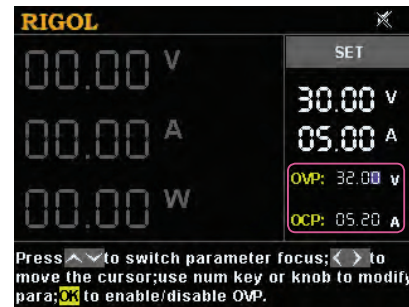 RIGOL
SET
00.00 V
00.00 A
00.00 W
30.00 V
05.00 A
OVP: 32.00 V
OCP: 05.20 A
Press to switch parameter focus; < > to
move the cursor;use num key or knob to modify
para;OK to enable/disable OVP.